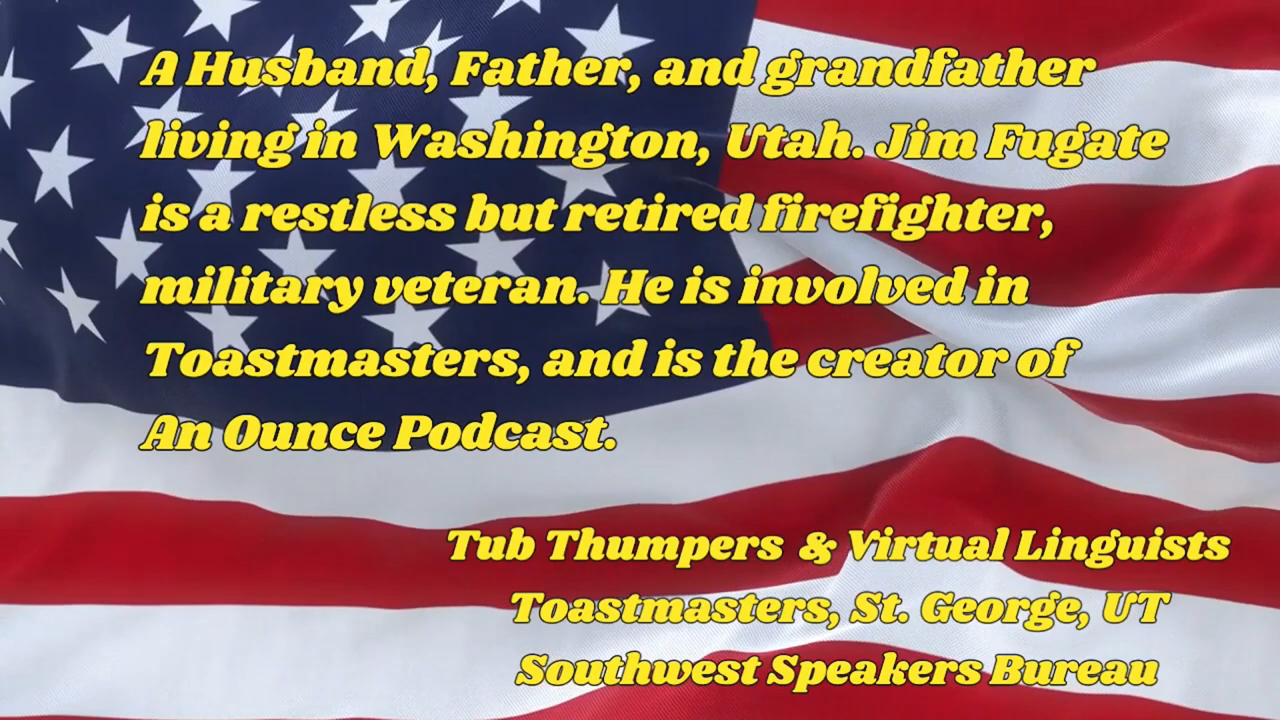 A Husband, Father, and grandfather
living in Washington, Utah. Jim Fugate
is a restless but retired firefighter,
military veteran. He is involved in
Toastmasters, and is the creator of
An Ounce Podcast.
Tub Thumpers & Virtual Linguists
Toastmasters, St. George, UT
Southwest Speakers Bureau